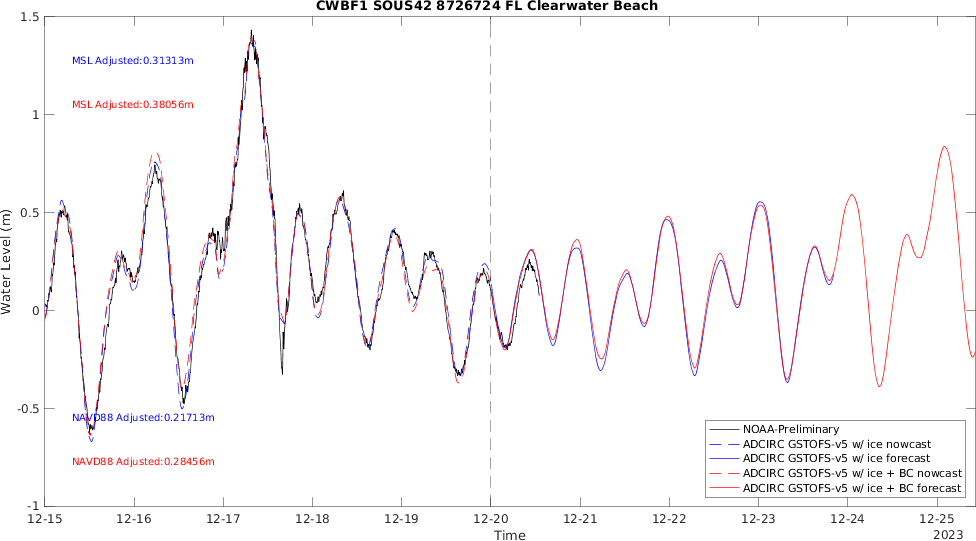 CWBF1 SOUS42 8726724 FL Clearwater Beach
1.5
1
0.5
0
-0.5
-1
Water Level (m)
MSL Adjusted:0.31313m
MSL Adjusted:0.38056m
NAVD88 Adjusted:0.21713m
NAVD88 Adjusted:0.28456m
NOAA-Preliminary
ADCIRC GSTOFS-v5 w/ ice nowcast
ADCIRC GSTOFS-v5 w/ ice forecast
ADCIRC GSTOFS-v5 w/ ice + BC nowcast
ADCIRC GSTOFS-v5 w/ ice + BC forecast
12-15 12-16 12-17 12-18 12-19 12-20 12-21 12-22 12-23 12-24 12-25
Time
2023